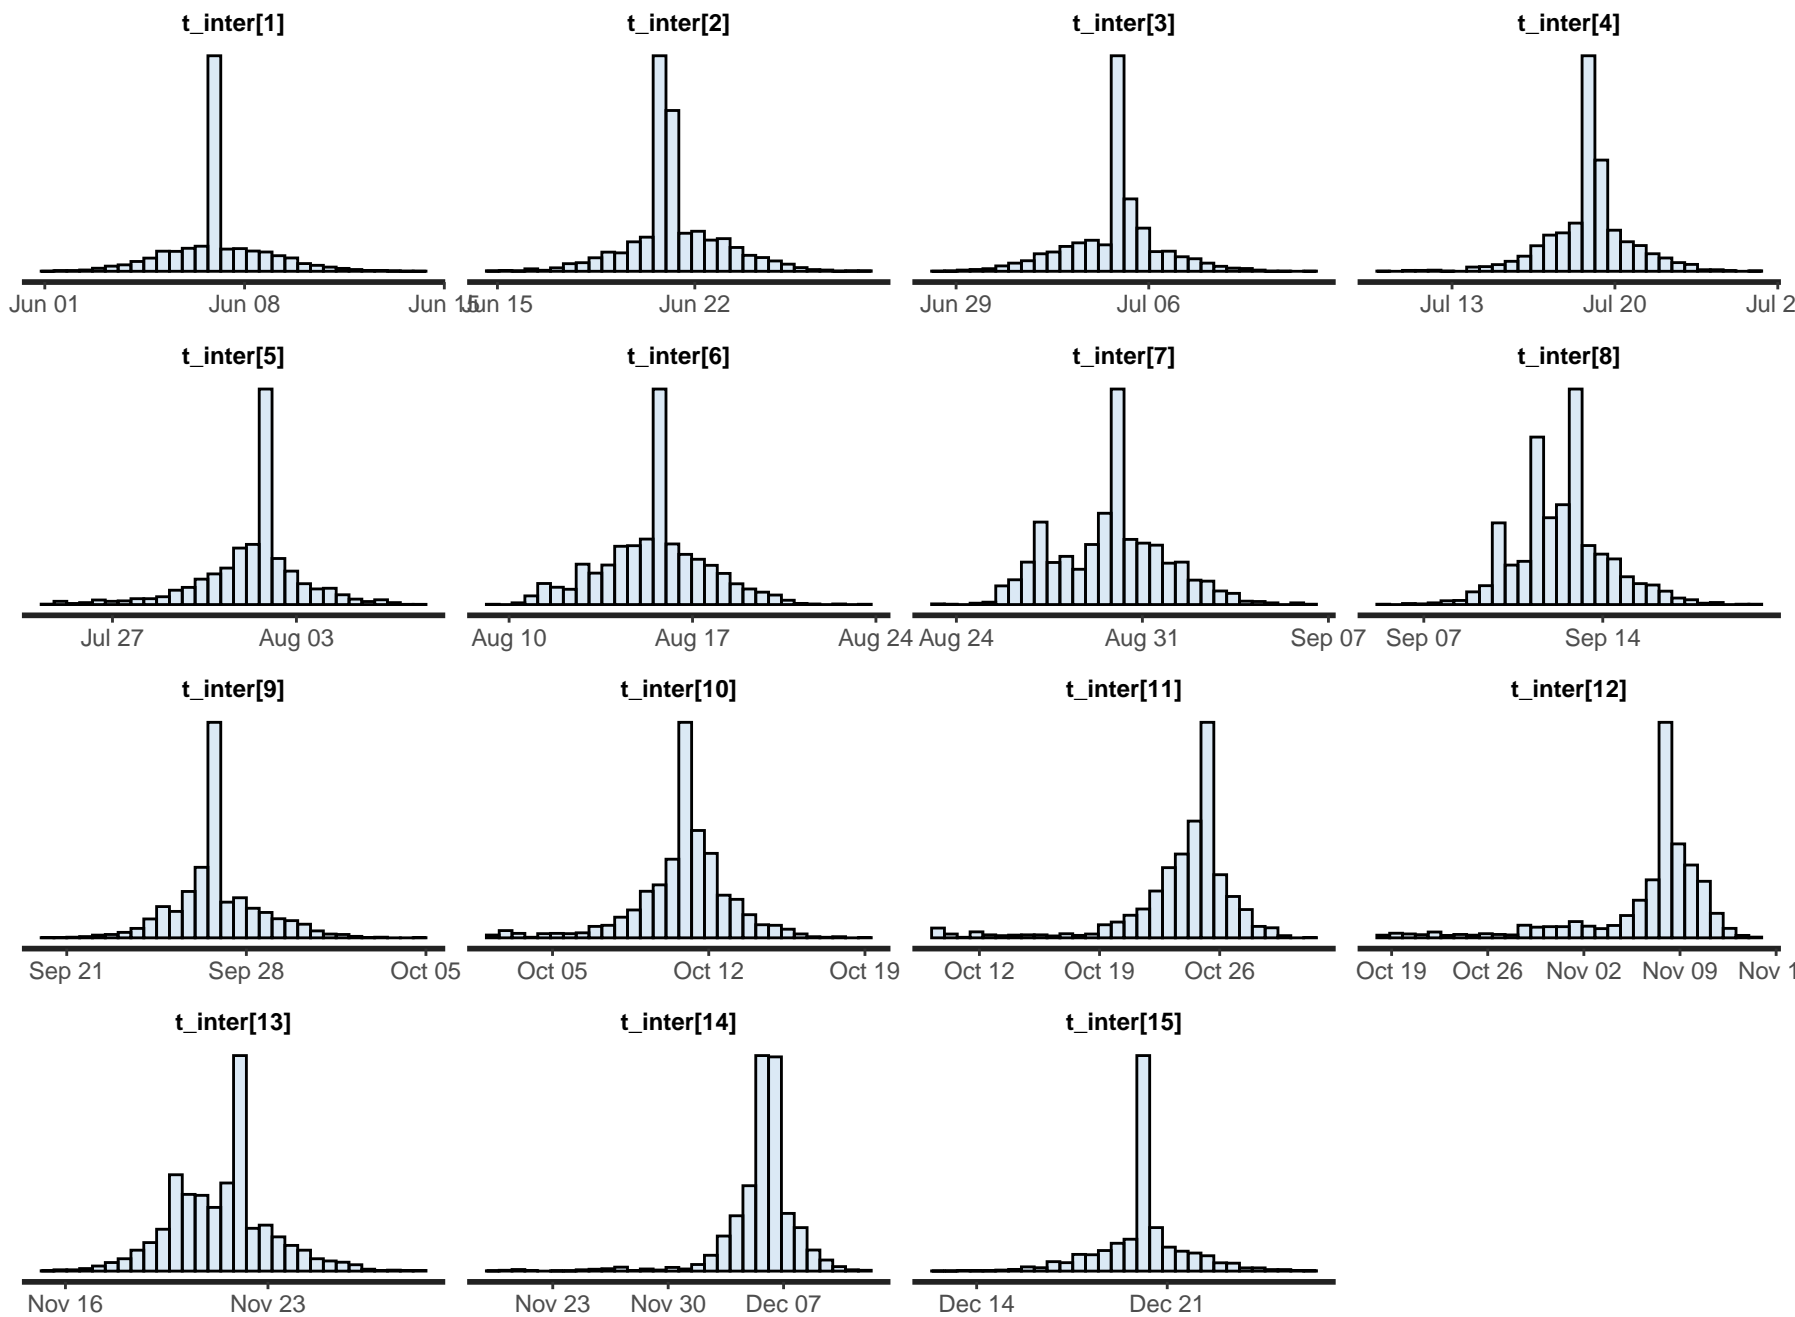 t_inter[1] t_inter[2] t_inter[3] t_inter[4]
Jun 01 Jun 08 Jun 15 Jun 15 Jun 22 Jun 29 Jul 06 Jul 13 Jul 20 Jul 2
t_inter[5] t_inter[6] t_inter[7] t_inter[8]
Jul 27 Aug 03 Aug 10 Aug 17 Aug 24 Aug 24 Aug 31 Sep 07 Sep 07 Sep 14
t_inter[9] t_inter[10] t_inter[11] t_inter[12]
Sep 21 Sep 28 Oct 05 Oct 05 Oct 12 Oct 19 Oct 12 Oct 19 Oct 26 Oct 19 Oct 26 Nov 02 Nov 09 Nov 1
t_inter[13] t_inter[14] t_inter[15]
Nov 16 Nov 23 Nov 23 Nov 30 Dec 07 Dec 14 Dec 21